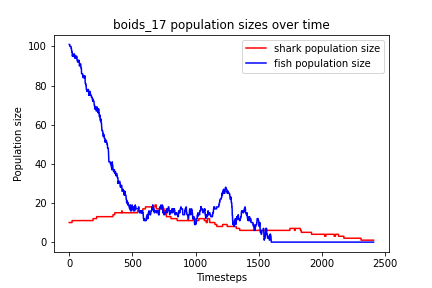 boids_17 population sizes over time
shark population size
fish population size
Population size
100
80
60
40
20
0
0 500 1000 1500 2000 2500
Timesteps